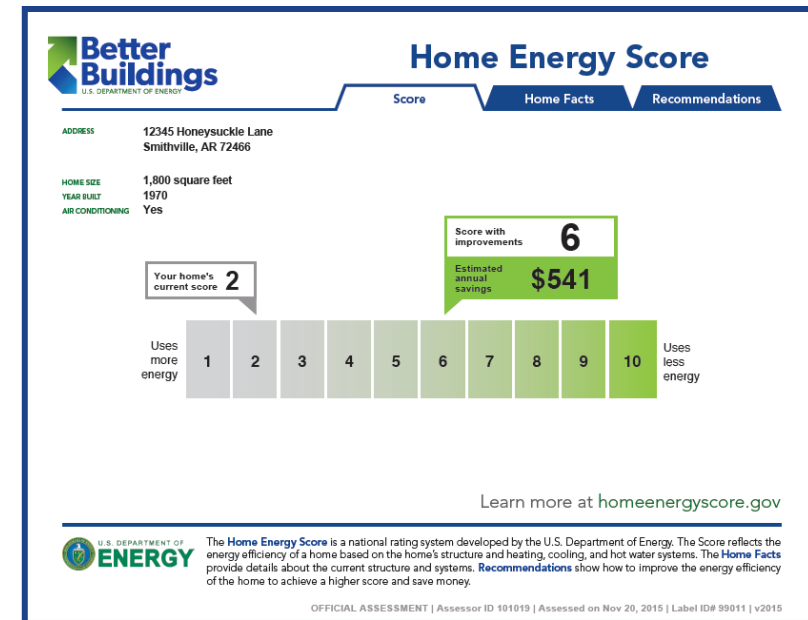 Better
Buildings
U.S. DEPARTMENT OF ENERGY
Home Energy Score
Score
Home Facts
Recommendations
ADDRESS 12345 Honeysuckle Lane
Smithville, AR 72466
HOME SIZE 1,800 square feet
YEAR BUILT 1970
AIR CONDITIONING Yes
Score with
improvements 6
Estimated
annual
savings $541
Your home's
current score 2
Uses
more
energy
1 2 3 4 5 6 7 8 9 10
Uses
less
energy
Learn more at homeenergyscore.gov
U.S. DEPARTMENT OF
ENERGY
The Home Energy Score is a national rating system developed by the U.S. Department of Energy. The Score reflects the
energy efficiency of a home based on the home's structure and heating, cooling, and hot water systems. The Home Facts
provide details about the current structure and systems. Recommendations show how to improve the energy efficiency
of the home to achieve a higher score and save money.
OFFICIAL ASSESSMENT | Assessor ID 101019 | Assessed on Nov 20, 2015 | Label ID# 99011 | v2015